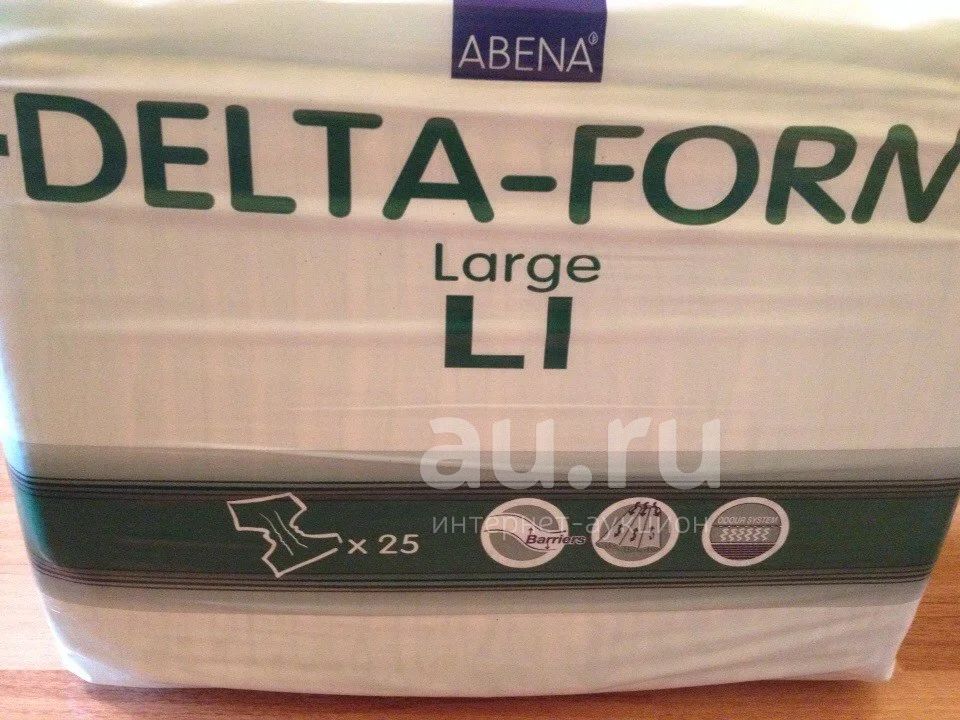 ABENA
-DELTA-FORM
Large
L1
au.ru
интернет-аукцион
x 25
Barriers
ODOUR SYSTEM